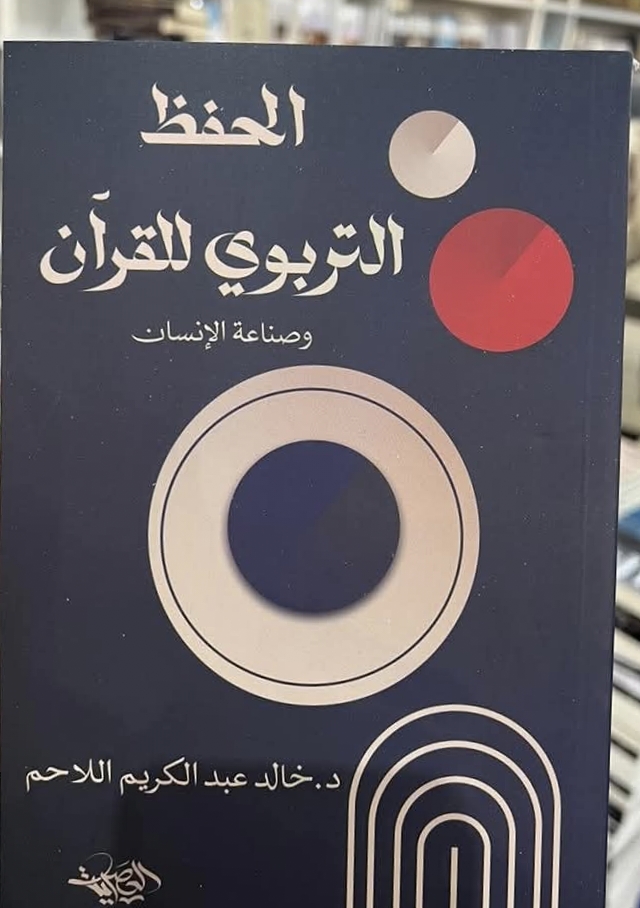 الحفظ
التربوي للقرآن
وصناعة الإنسان
د.خالد عبد الكريم اللاحم